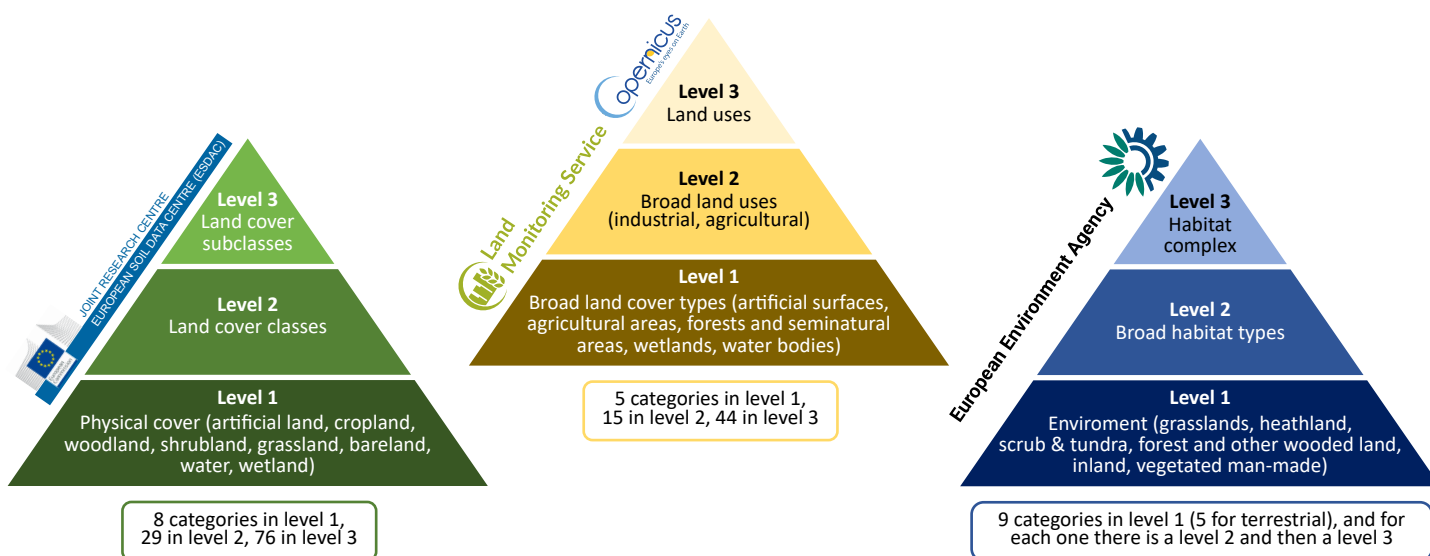 JOINT RESEARCH CENTRE
EUROPEAN SOIL DATA CENTRE (ESDAC)
European
Commission
Level 3
Land cover
subclasses
Level 2
Land cover classes
Level 1
Physical cover (artificial land, cropland,
woodland, shrubland, grassland, bareland,
water, wetland)
8 categories in level 1,
29 in level 2, 76 in level 3
opernicus
Europe's eyes on Earth
Land
Monitoring Service
Level 3
Land uses
Level 2
Broad land uses
(industrial, agricultural)
Level 1
Broad land cover types (artificial surfaces,
agricultural areas, forests and seminatural
areas, wetlands, water bodies)
5 categories in level 1,
15 in level 2, 44 in level 3
European Environment Agency
Level 3
Habitat
complex
Level 2
Broad habitat types
Level 1
Enviroment (grasslands, heathland,
scrub & tundra, forest and other wooded land,
inland, vegetated man-made)
9 categories in level 1 (5 for terrestrial), and for
each one there is a level 2 and then a level 3